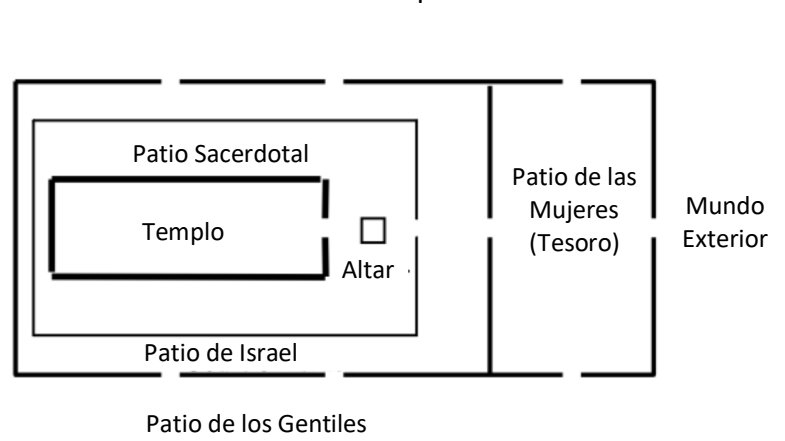 Patio Sacerdotal
Templo
Altar
Patio de Israel
Patio de las
Mujeres
(Tesoro)
Mundo
Exterior
Patio de los Gentiles